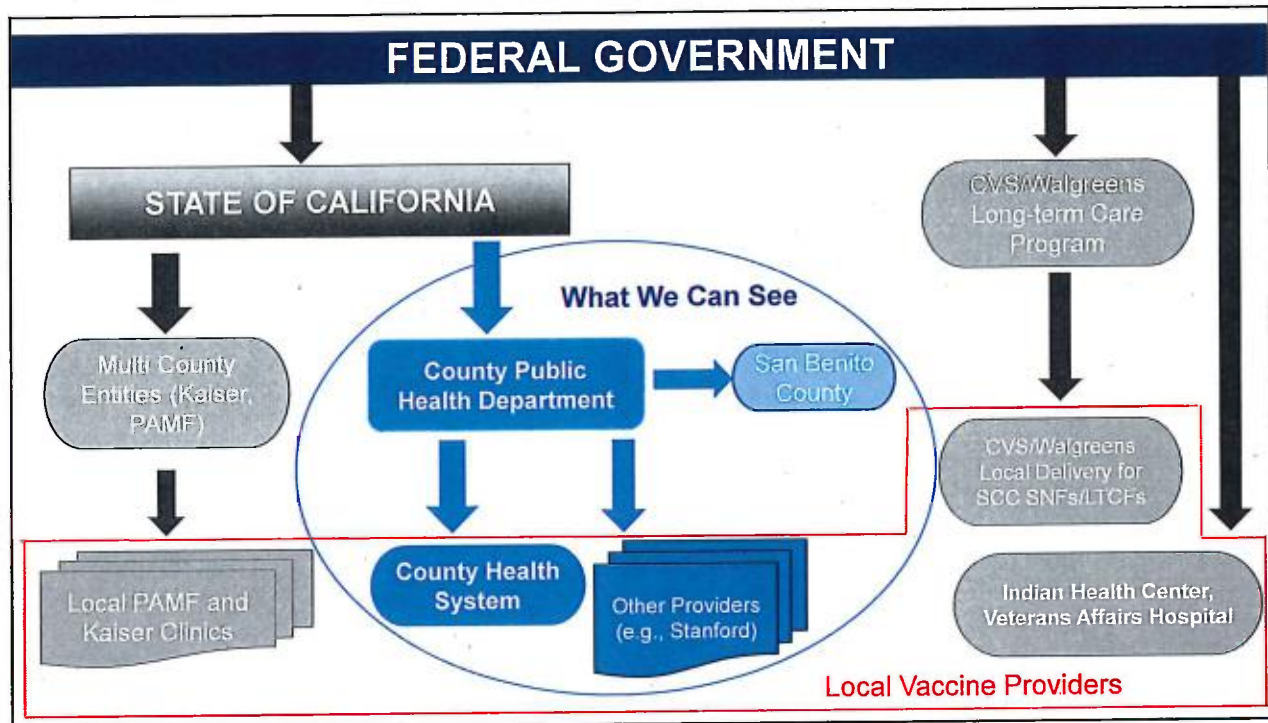 FEDERAL GOVERNMENT
STATE OF CALIFORNIA
CVS/Walgreens
Long-term Care
Program
What We Can See
Multi County
Entities (Kaiser,
PAMF)
County Public
Health Department
San Benito
County
CVS/Walgreens
Local Delivery for
SCC SNFs/LTCFs
Local PAMF and
Kaiser Clinics
County Health
System
Other Providers
(e.g., Stanford)
Indian Health Center,
Veterans Affairs Hospital
Local Vaccine Providers